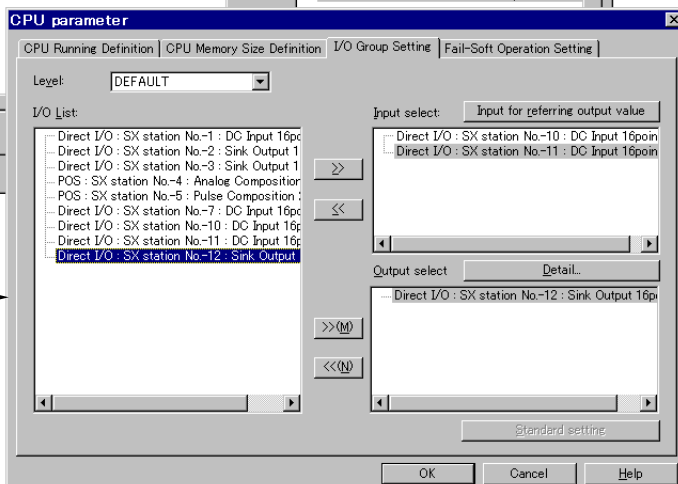 CPU parameter
CPU Running Definition
CPU Memory Size Definition
I/O Group Setting
Fail-Soft Operation Setting
Level:
DEFAULT
I/O List:
Direct I/O : SX station No.-1 : DC Input 16po
Direct I/O : SX station No.-2 : Sink Output 1
Direct I/O : SX station No.-3 : Sink Output 1
POS : SX station No.-4 : Analog Composition
POS : SX station No.-5 : Pulse Composition
Direct I/O : SX station No.-7 : DC Input 16po
Direct I/O : SX station No.-10 : DC Input 16p
Direct I/O : SX station No.-11 : DC Input 16p
Direct I/O : SX station No.-12 : Sink Output
>>
<<
>>(M)
<<(N)
Input select:
Input for referring output value
Direct I/O : SX station No.-10 : DC Input 16poin
Direct I/O : SX station No.-11 : DC Input 16poin
Output select
Detail...
Direct I/O : SX station No.-12 : Sink Output 16p
Standard setting
OK
Cancel
Help